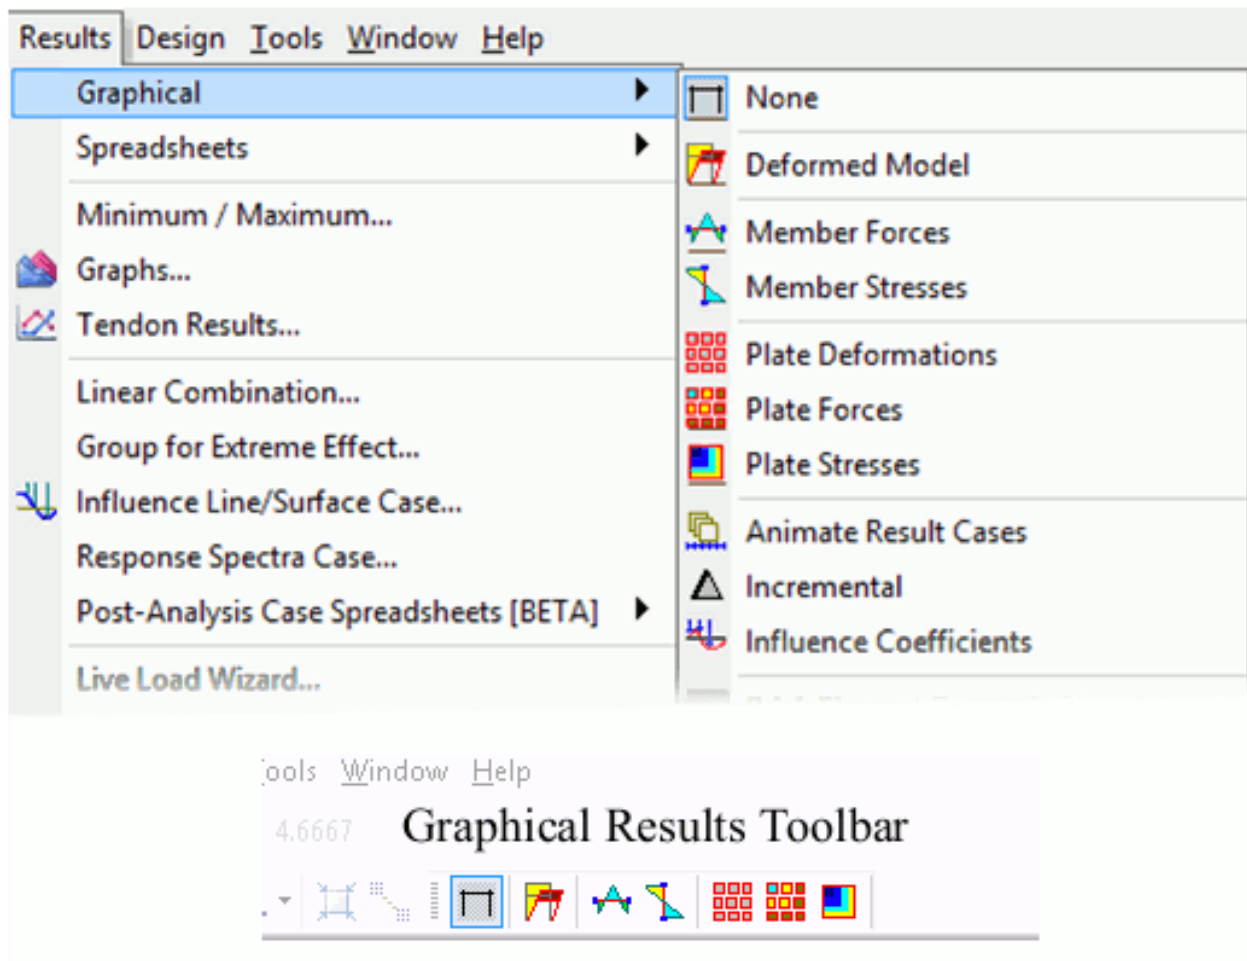 Results Design Tools Window Help
Graphical
Spreadsheets
Minimum / Maximum...
Graphs...
Tendon Results...
Linear Combination...
Group for Extreme Effect...
Influence Line/Surface Case...
Response Spectra Case...
Post-Analysis Case Spreadsheets [BETA]
Live Load Wizard...
None
Deformed Model
Member Forces
Member Stresses
Plate Deformations
Plate Forces
Plate Stresses
Animate Result Cases
Incremental
Influence Coefficients
ools Window Help
4.6667 Graphical Results Toolbar